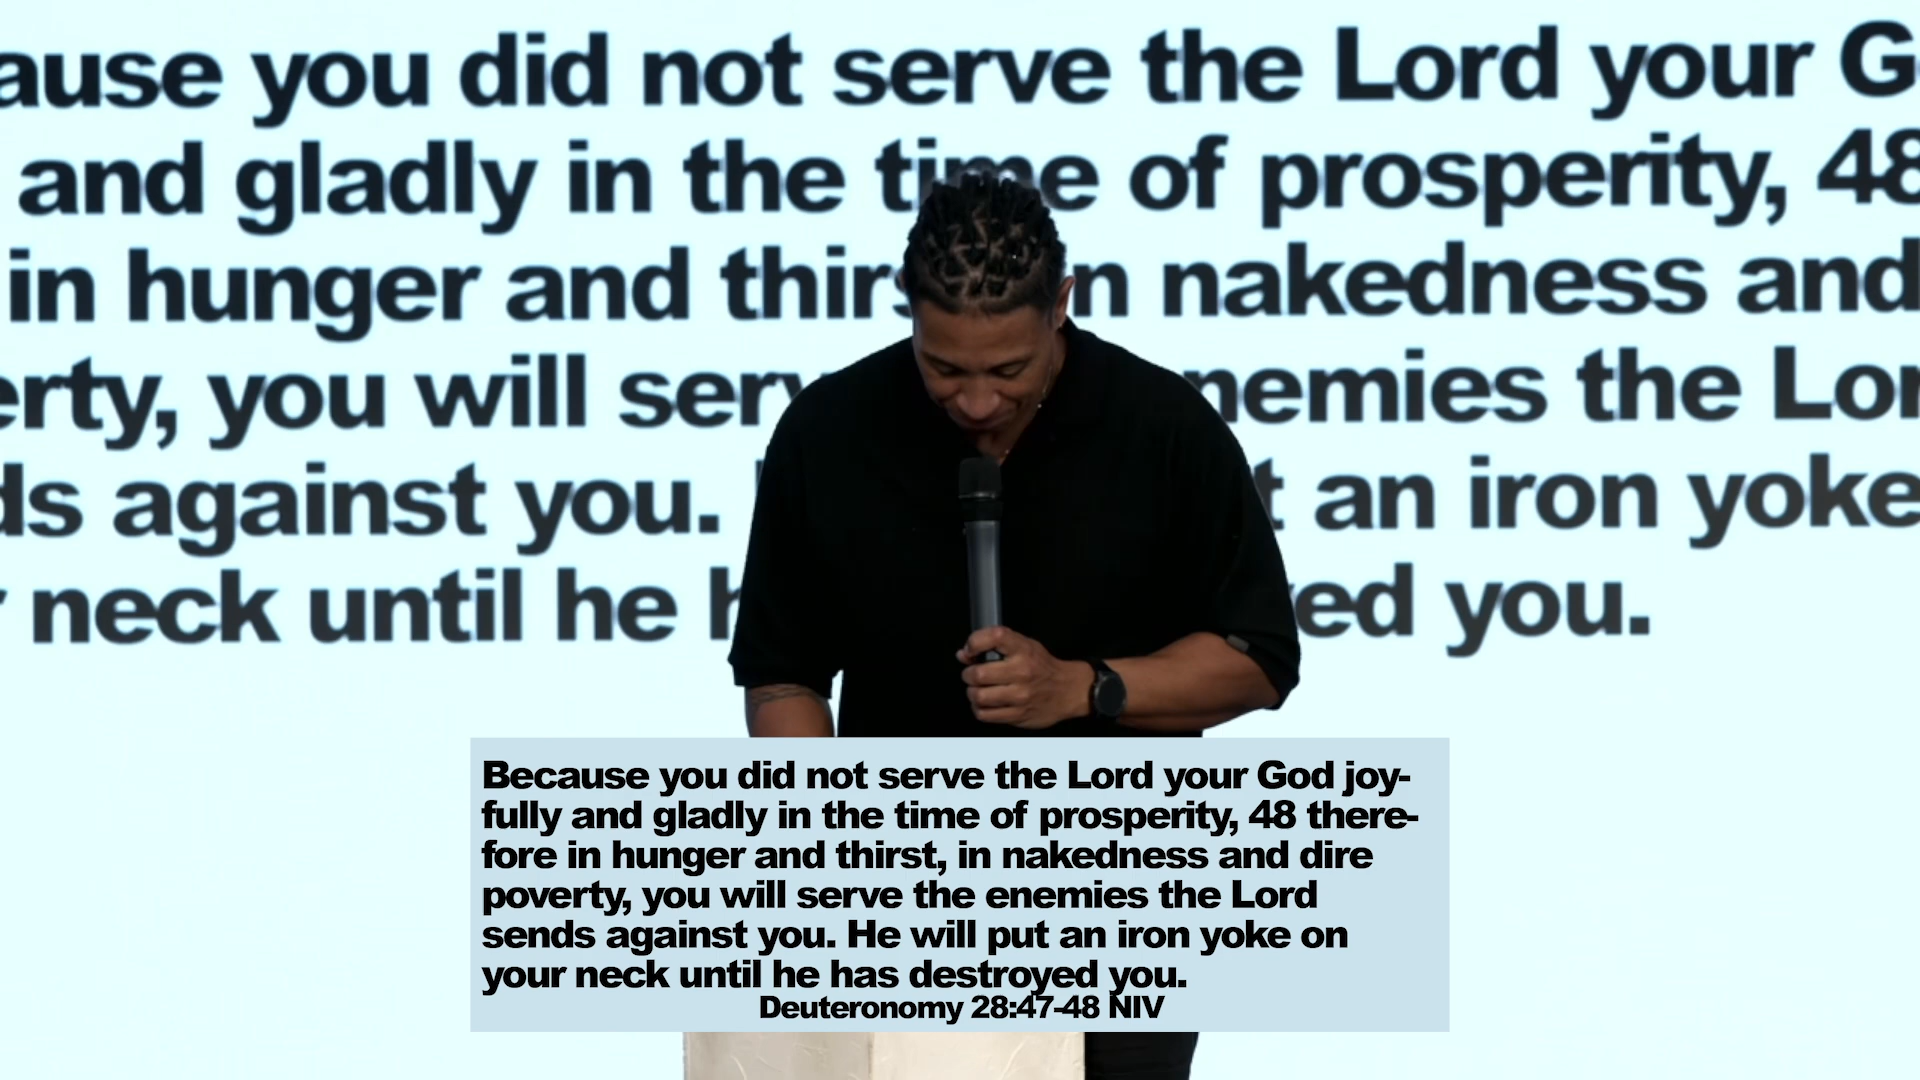 ause you did not serve the Lord your G
and gladly in the time of prosperity, 48
in hunger and thirs in nakedness and
erty, you will serv nemies the Lor
ds against you. t an iron yoke
neck until he h ed you.
Because you did not serve the Lord your God joy-
fully and gladly in the time of prosperity, 48 there-
fore in hunger and thirst, in nakedness and dire
poverty, you will serve the enemies the Lord
sends against you. He will put an iron yoke on
your neck until he has destroyed you.
Deuteronomy 28:47-48 NIV